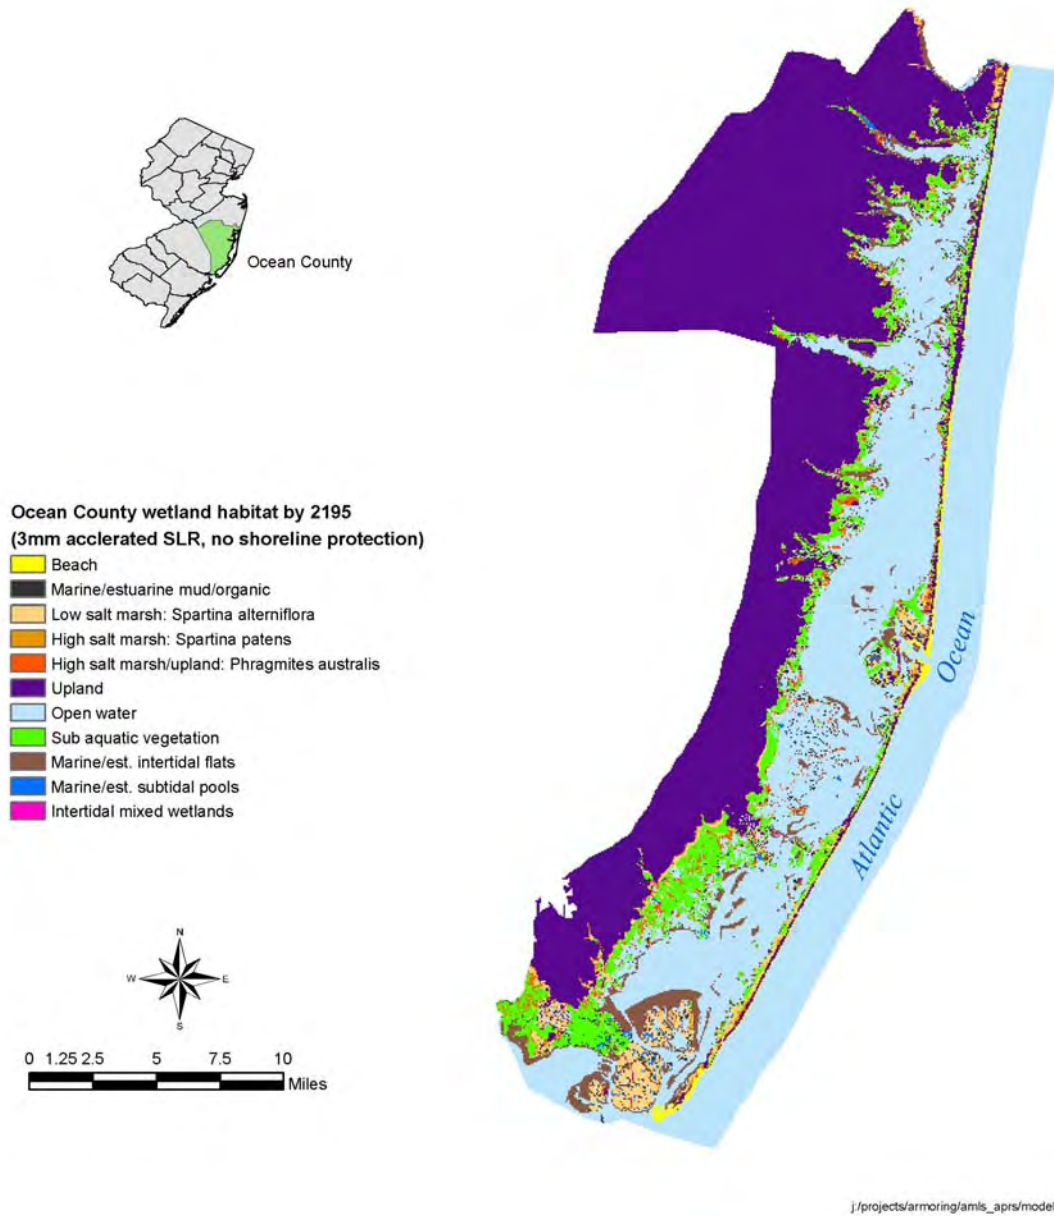 Ocean County
Ocean County wetland habitat by 2195
(3mm acclerated SLR, no shoreline protection)
Beach
Marine/estuarine mud/organic
Low salt marsh: Spartina alterniflora
High salt marsh: Spartina patens
High salt marsh/upland: Phragmites australis
Upland
Open water
Sub aquatic vegetation
Marine/est. intertidal flats
Marine/est. subtidal pools
Intertidal mixed wetlands
N
W E
S
0 1.25 2.5 5 7.5 10
Miles
Atlantic Ocean
j:/projects/armoring/amls_aprs/model